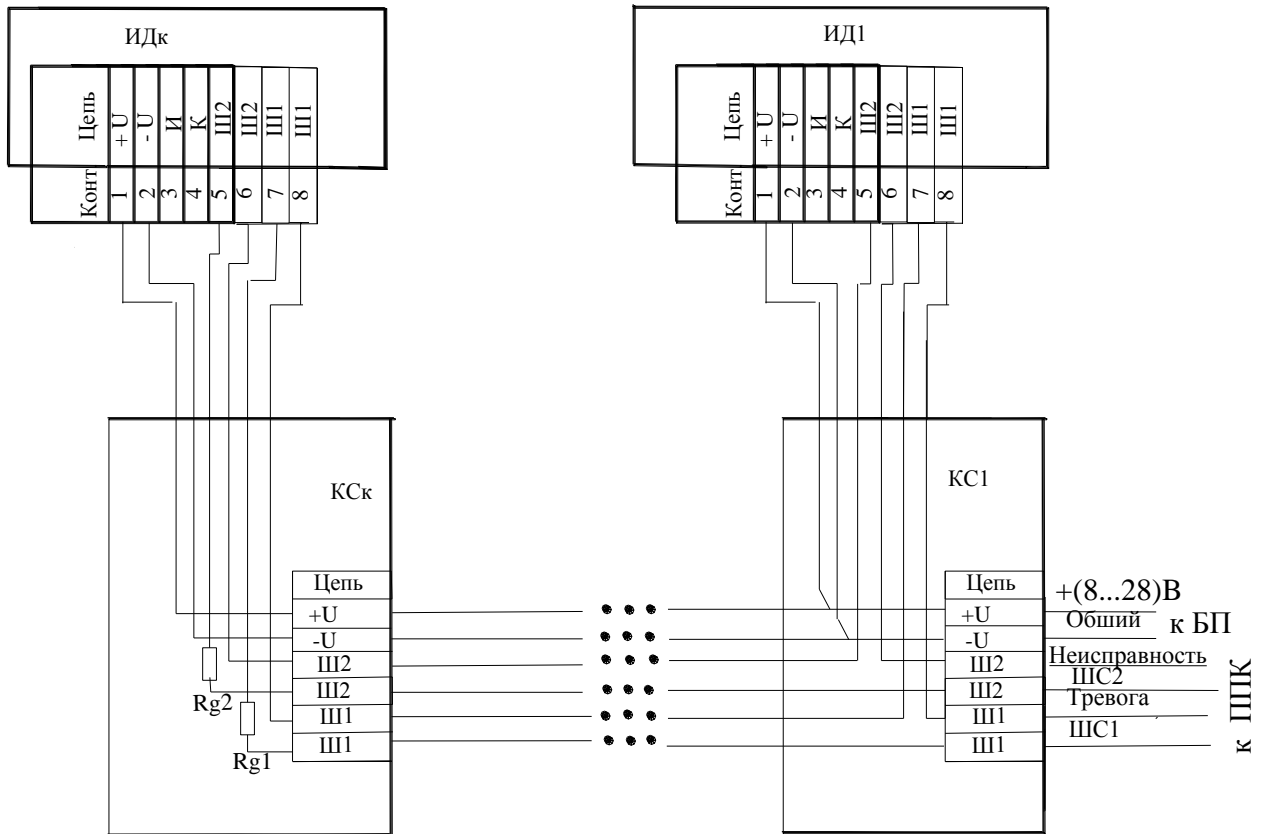 ИДк
Цепь
+ U
- U
И
К
Ш2
Ш2
Ш1
Ш1
Конт
1
2
3
4
5
6
7
8
ИД1
Цепь
+ U
- U
И
К
Ш2
Ш2
Ш1
Ш1
Конт
1
2
3
4
5
6
7
8
КСк
Цепь
+U
-U
Ш2
Ш2
Ш1
Ш1
Rg2
Rg1
КС1
Цепь
+U
-U
Ш2
Ш2
Ш1
Ш1
+(8...28)В
Обший
к БП
Неисправность
ШС2
Тревога
ШС1
к ППК